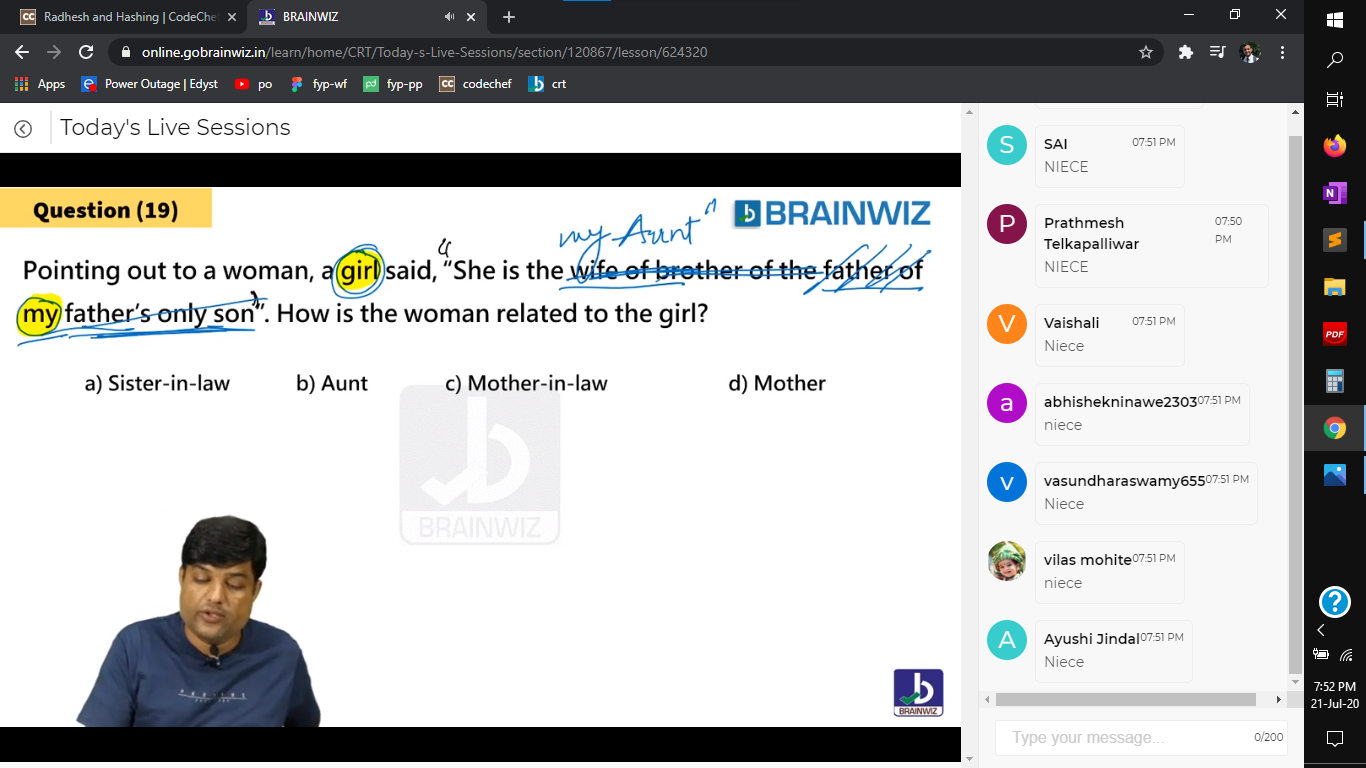 Radhesh and Hashing | CodeChe
BRAINWIZ
online.gobrainwiz.in/learn/home/CRT/Today-s-Live-Sessions/section/120867/lesson/624320
Apps
Power Outage | Edyst
po
fyp-wf
fyp-pp
codechef
crt
Today's Live Sessions
Question (19)
BRAINWIZ
my Aunt"
Pointing out to a woman, a girl said, "She is the wife of brother of the father of
my father's only son". How is the woman related to the girl?
a) Sister-in-law b) Aunt c) Mother-in-law d) Mother
BRAINWIZ
BRAINWIZ
SAI 07:51 PM
NIECE
Prathmesh Telkapalliwar 07:50 PM
NIECE
Vaishali 07:51 PM
Niece
abhishekninawe2303 07:51 PM
niece
vasundharaswamy655 07:51 PM
Niece
vilas mohite 07:51 PM
niece
Ayushi Jindal 07:51 PM
Niece
Type your message... 0/200
7:52 PM
21-Jul-20